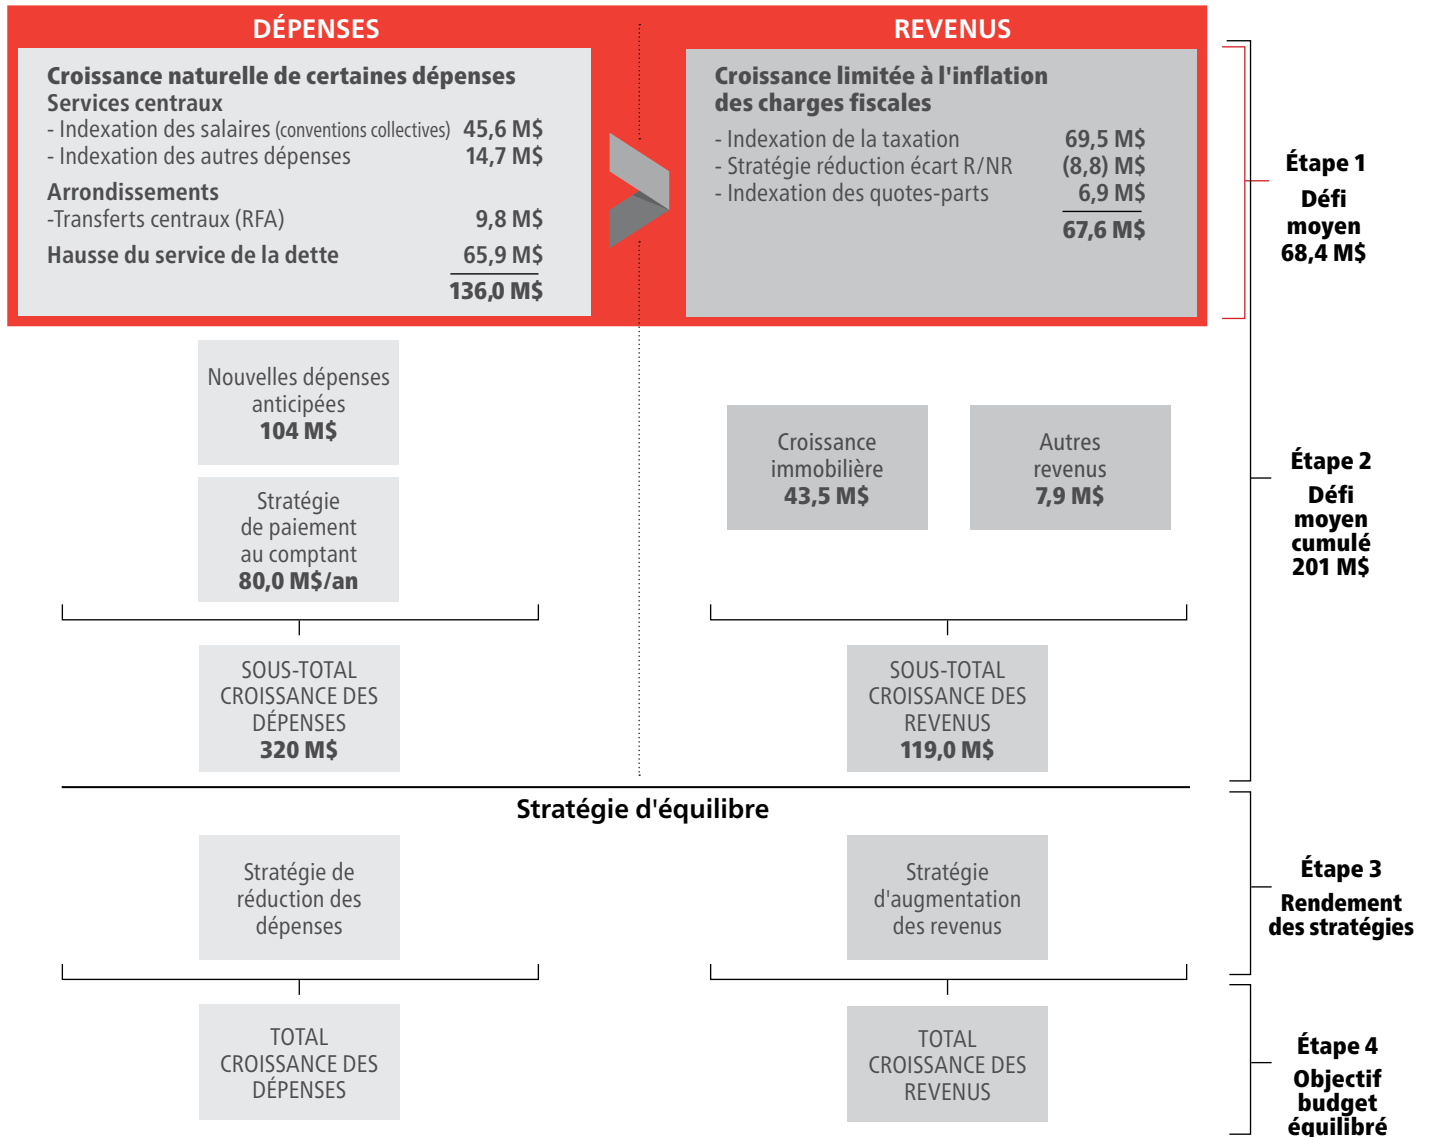 DÉPENSES
Croissance naturelle de certaines dépenses
Services centraux
- Indexation des salaires (conventions collectives) 45,6 M$
- Indexation des autres dépenses 14,7 M$
Arrondissements
-Transferts centraux (RFA) 9,8 M$
Hausse du service de la dette 65,9 M$
136,0 M$
REVENUS
Croissance limitée à l'inflation
des charges fiscales
- Indexation de la taxation 69,5 M$
- Stratégie réduction écart R/NR (8,8) M$
- Indexation des quotes-parts 6,9 M$
67,6 M$
Étape 1
Défi
moyen
68,4 M$
Nouvelles dépenses
anticipées
104 M$
Stratégie
de paiement
au comptant
80,0 M$/an
Croissance
immobilière
43,5 M$
Autres
revenus
7,9 M$
Étape 2
Défi
moyen
cumulé
201 M$
SOUS-TOTAL
CROISSANCE DES
DÉPENSES
320 M$
SOUS-TOTAL
CROISSANCE DES
REVENUS
119,0 M$
Stratégie d'équilibre
Stratégie de
réduction des
dépenses
Stratégie
d'augmentation
des revenus
Étape 3
Rendement
des stratégies
TOTAL
CROISSANCE DES
DÉPENSES
TOTAL
CROISSANCE DES
REVENUS
Étape 4
Objectif
budget
équilibré